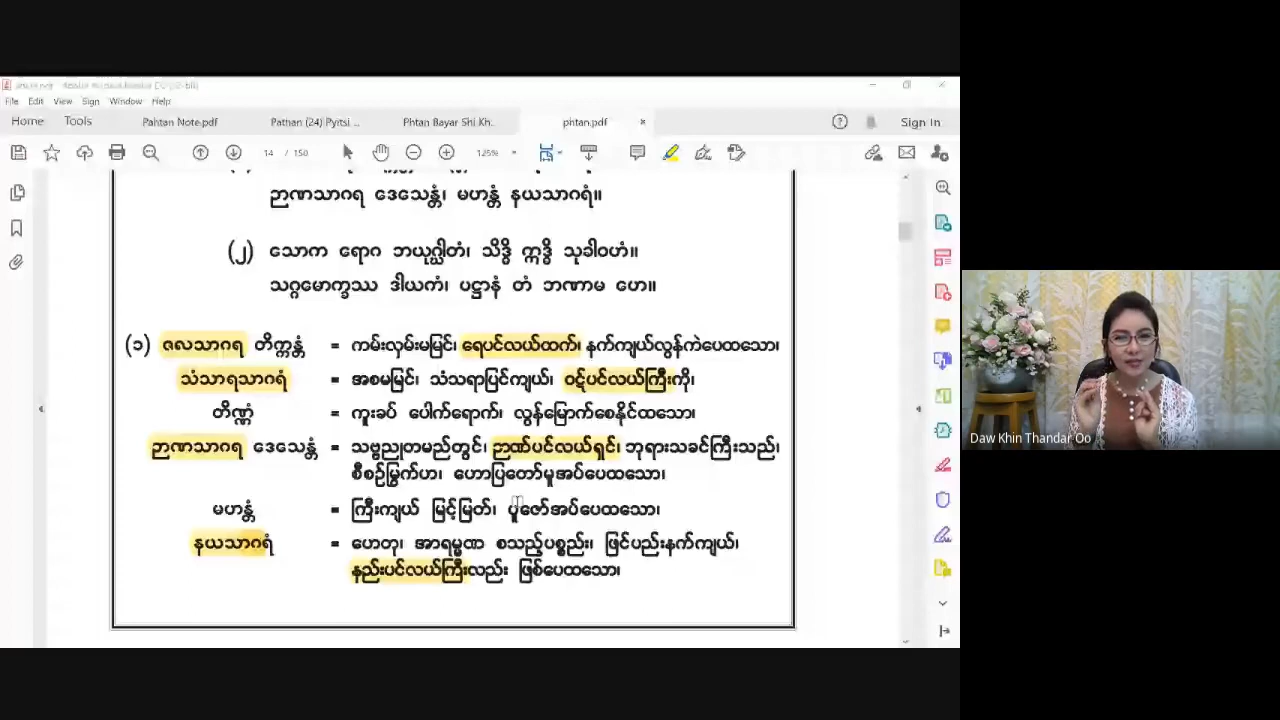 File Edit View Sign Window Help
Home Tools Pahtan Note.pdf Pathan (24) Pyitsi ... Phtan Bayar Shi Kh... phtan.pdf × Sign In
14 / 150 125%
ဉာဏသာဂရ ဒေသေန္တံ၊ မဟန္တံ နယသာဂရံ။
(၂) သောက ရောဂ ဘယုဂ္ဃါတံ၊ သိဒ္ဓိ ဣဒ္ဓိ သုခါဝဟံ။
သဂ္ဂမောက္ခဿ ဒါယကံ၊ ပဋ္ဌာနံ တံ ဘဏာမ ဟေ။
(၁) ဇလသာဂရ တိက္ကန္တံ = ကမ်းလှမ်းမမြင်၊ ရေပင်လယ်ထက်၊ နက်ကျယ်လွန်ကဲပေထသော၊
သံသာရသာဂရံ = အစမမြင်၊ သံသရာပြင်ကျယ်၊ ဝဋ်ပင်လယ်ကြီးကို၊
တိဏ္ဏံ = ကူးခပ် ပေါက်ရောက်၊ လွန်မြောက်စေနိုင်ထသော၊
ဉာဏသာဂရ ဒေသေန္တံ = သဗ္ဗညုတမည်တွင်၊ ဉာဏ်ပင်လယ်ရှင်၊ ဘုရားသခင်ကြီးသည်၊
စီစဉ်မြွက်ဟ၊ ဟောပြတော်မူအပ်ပေထသော၊
မဟန္တံ = ကြီးကျယ် မြင့်မြတ်၊ ပူဇော်အပ်ပေထသော၊
နယသာဂရံ = ဟေတု၊ အာရမ္မဏ စသည့်ပစ္စည်း၊ ဖြင်ပည်းနက်ကျယ်၊
နည်းပင်လယ်ကြီးလည်း ဖြစ်ပေထသော၊
Daw Khin Thandar Oo